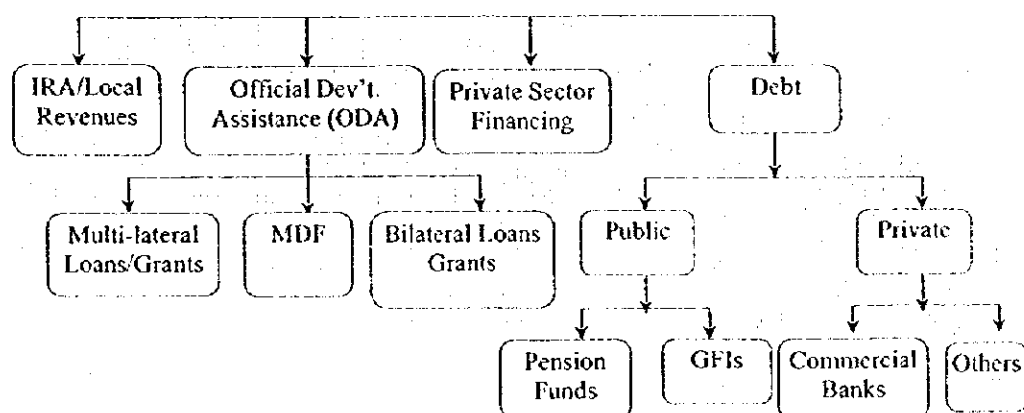 IRA/Local
Revenues
Official Dev't.
Assistance (ODA)
Private Sector
Financing
Debt
Multi-lateral
Loans/Grants
MDF
Bilateral Loans
Grants
Public
Private
Pension
Funds
GFIs
Commercial
Banks
Others